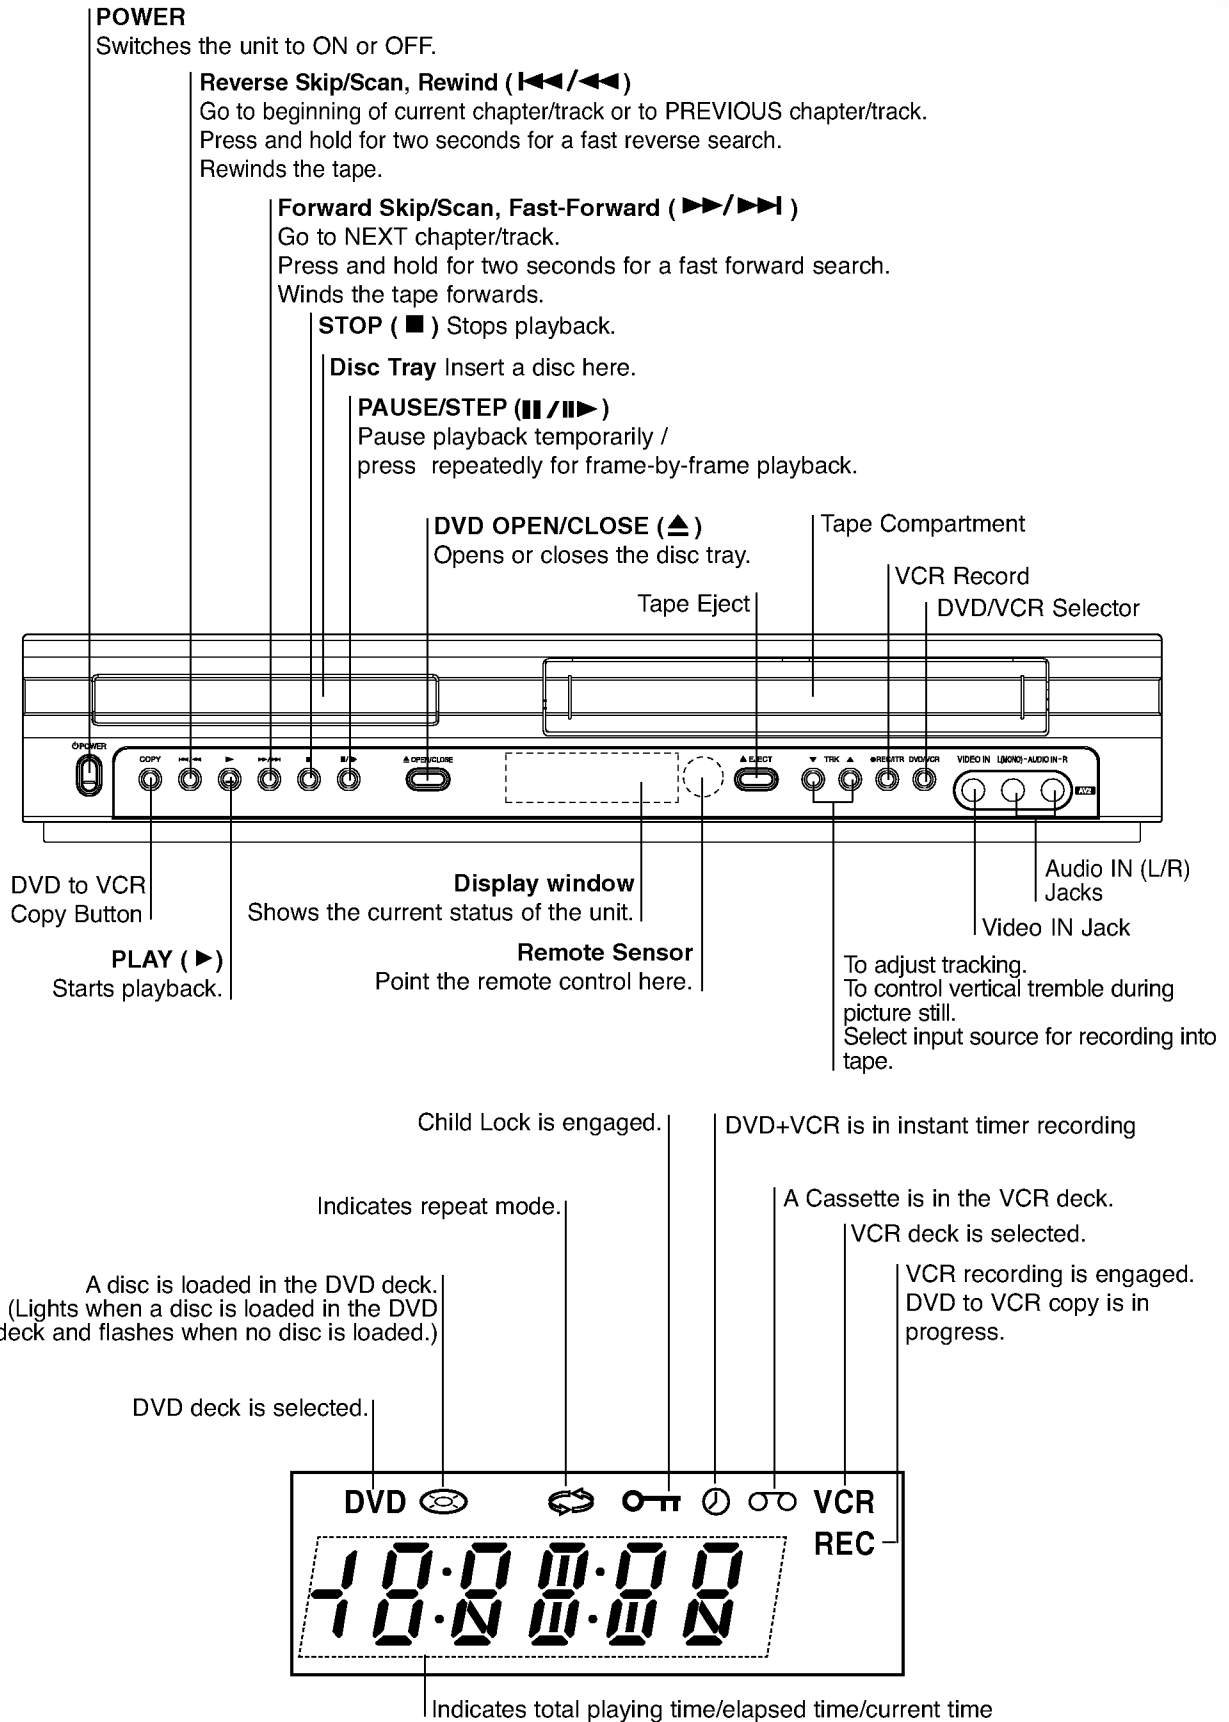 POWER
Switches the unit to ON or OFF.
Reverse Skip/Scan, Rewind (⏮/◀◀)
Go to beginning of current chapter/track or to PREVIOUS chapter/track.
Press and hold for two seconds for a fast reverse search.
Rewinds the tape.
Forward Skip/Scan, Fast-Forward (▶▶/▶▶I)
Go to NEXT chapter/track.
Press and hold for two seconds for a fast forward search.
Winds the tape forwards.
STOP (■) Stops playback.
Disc Tray Insert a disc here.
PAUSE/STEP (❚❚/❚❚▶)
Pause playback temporarily /
press repeatedly for frame-by-frame playback.
DVD OPEN/CLOSE (⏏)
Opens or closes the disc tray.
Tape Compartment
VCR Record
Tape Eject
DVD/VCR Selector
POWER
COPY
OPEN/CLOSE
EJECT
▼ TRK ▲
●REC/ITR DVD/VCR
VIDEO IN L(MONO)-AUDIO IN-R
AV2
DVD to VCR
Copy Button
PLAY (▶)
Starts playback.
Display window
Shows the current status of the unit.
Remote Sensor
Point the remote control here.
Audio IN (L/R)
Jacks
Video IN Jack
To adjust tracking.
To control vertical tremble during
picture still.
Select input source for recording into
tape.
Child Lock is engaged.
DVD+VCR is in instant timer recording
Indicates repeat mode.
A Cassette is in the VCR deck.
VCR deck is selected.
A disc is loaded in the DVD deck.
(Lights when a disc is loaded in the DVD
deck and flashes when no disc is loaded.)
VCR recording is engaged.
DVD to VCR copy is in
progress.
DVD deck is selected.
DVD VCR
REC
Indicates total playing time/elapsed time/current time